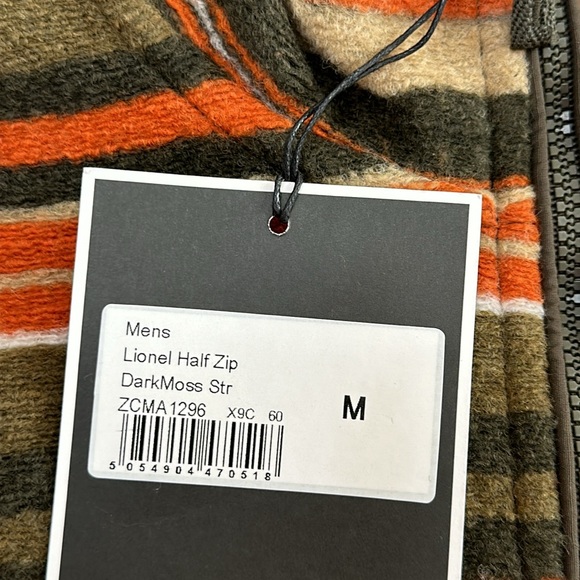 Mens
Lionel Half Zip
DarkMoss Str
ZCMA1296 X9C 60
M
5 054904 470518